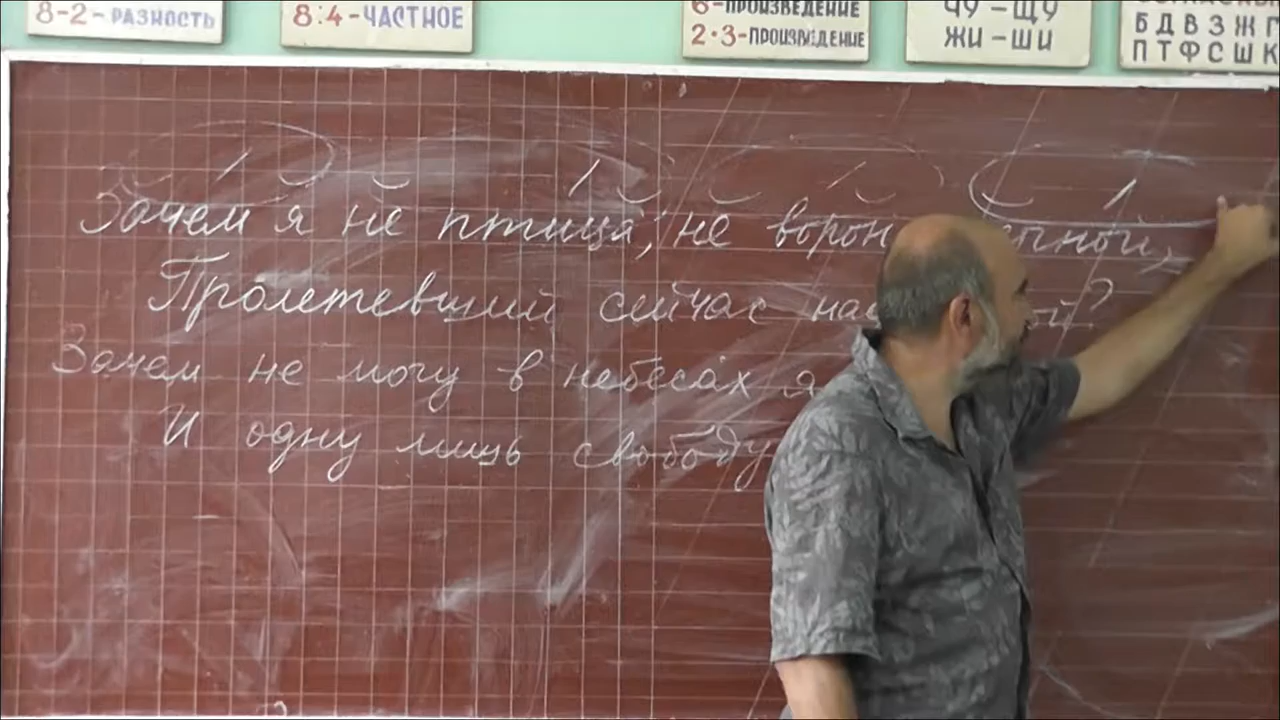 8-2-РАЗНОСТЬ
8:4-ЧАСТНОЕ
6-ПРОИЗВЕДЕНИЕ
2·3-ПРОИЗВЕДЕНИЕ
ЧУ-ЩУ
ЖИ-ШИ
БДВЗЖГ
ПТФСШК
Зачем я не птица, не ворон
Пролетевший сейчас ?
Зачем не могу в небесах я
И одну лишь свободу